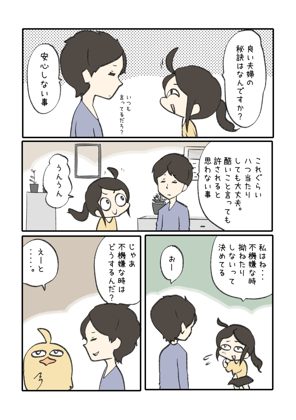 良い夫婦の
秘訣はなんですか？
いつも
言ってるだろ？
安心しない事
これぐらい
八つ当たり
しても大丈夫。
酷いこと言っても
許されると
思わない事
うんうん
私はね・・・
不機嫌な時
拗ねたり
しないって
決めてる
おー
じゃあ
不機嫌な時は
どうするんだ？
えと
・・・。